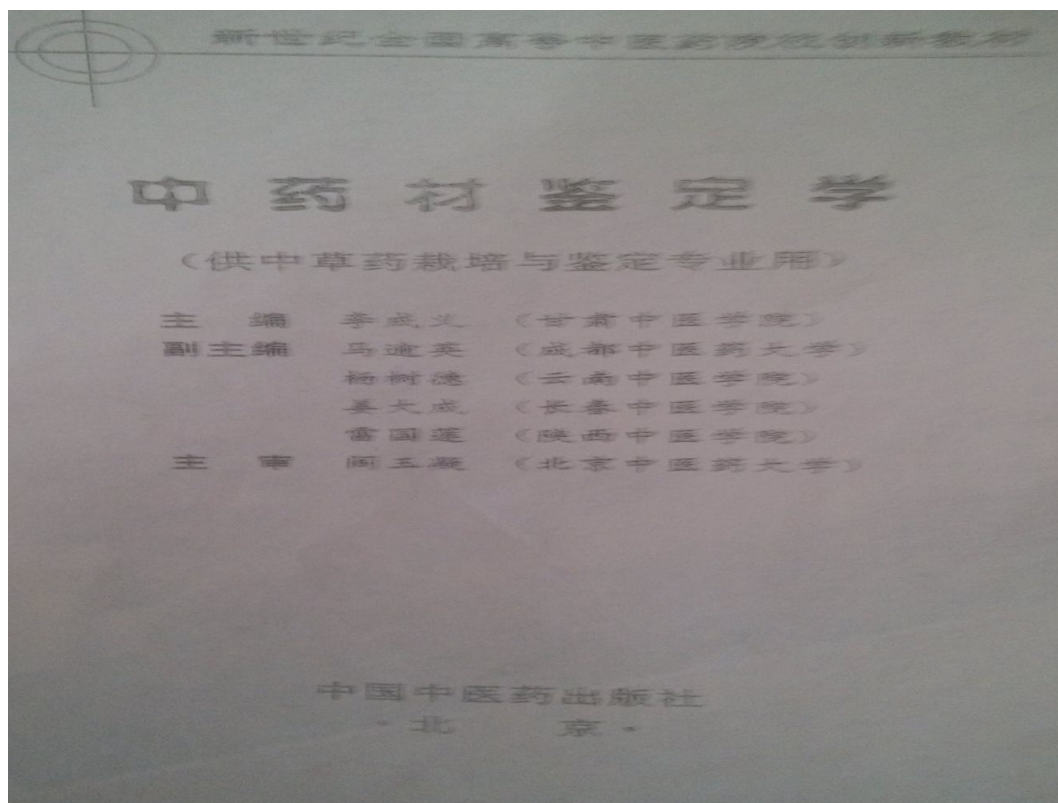 新世纪全国高等中医药院校创新教材
中药材鉴定学
（供中草药栽培与鉴定专业用）
主 编 李成义 （甘肃中医学院）
副主编 马逾英 （成都中医药大学）
杨树德 （云南中医学院）
姜大成 （长春中医学院）
雷国莲 （陕西中医学院）
主 审 阎玉凝 （北京中医药大学）
中国中医药出版社
·北 京·